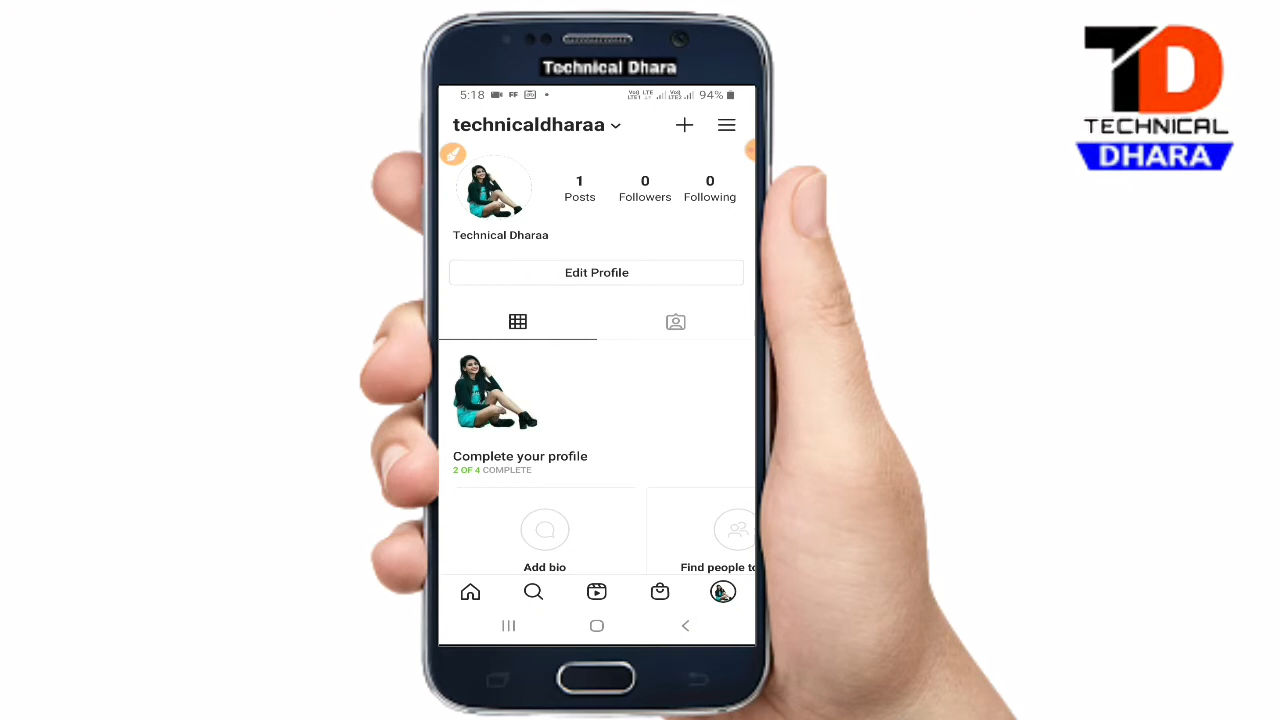 Technical Dhara
5:18 FF 94%
technicaldharaa
1 0 0
Posts Followers Following
Technical Dharaa
Edit Profile
Complete your profile
2 OF 4 COMPLETE
Add bio
Find people to
TD
TECHNICAL
DHARA